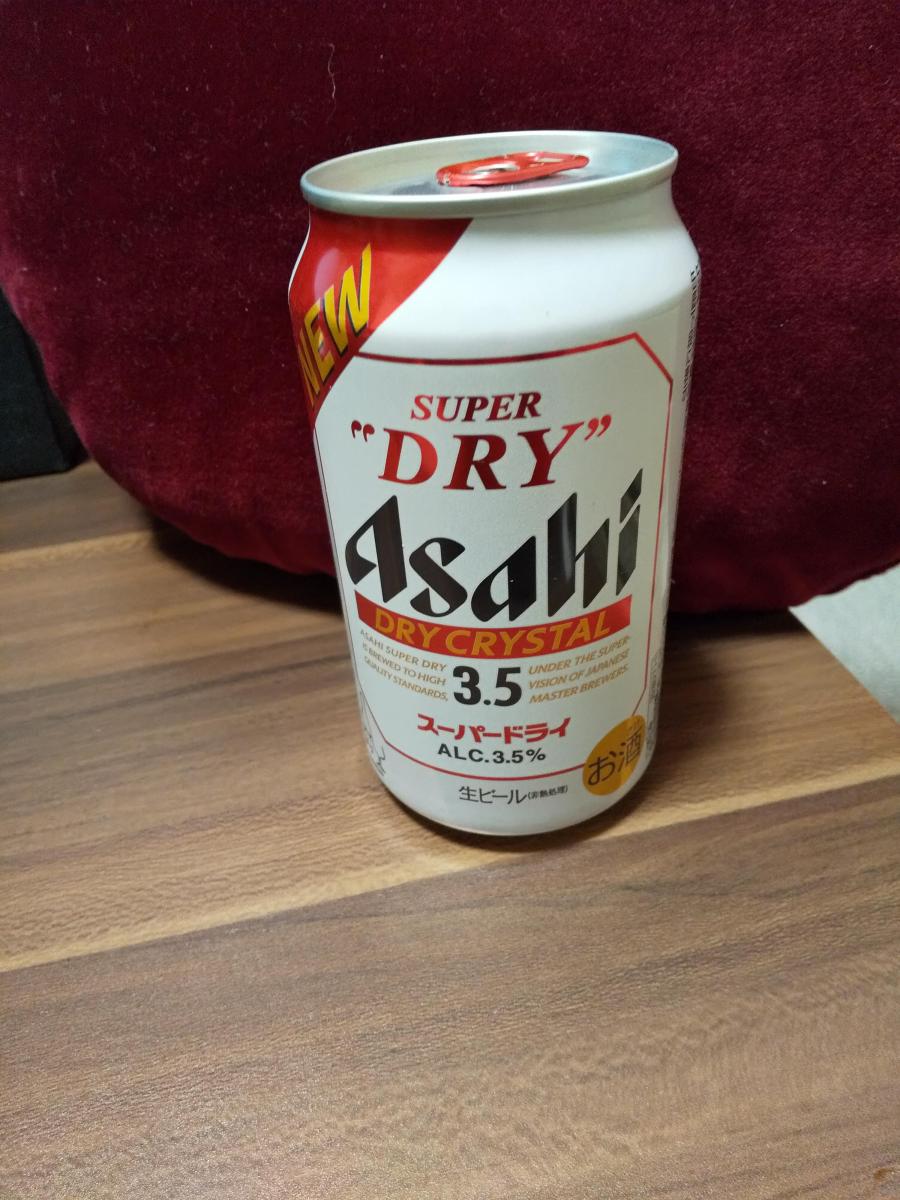 NEW
SUPER
"DRY"
Asahi
DRY CRYSTAL
ASAHI SUPER DRY
IS BREWED TO HIGH
QUALITY STANDARDS,
3.5
UNDER THE SUPER-
VISION OF JAPANESE
MASTER BREWERS.
スーパードライ
ALC.3.5%
お酒
生ビール(非熱処理)